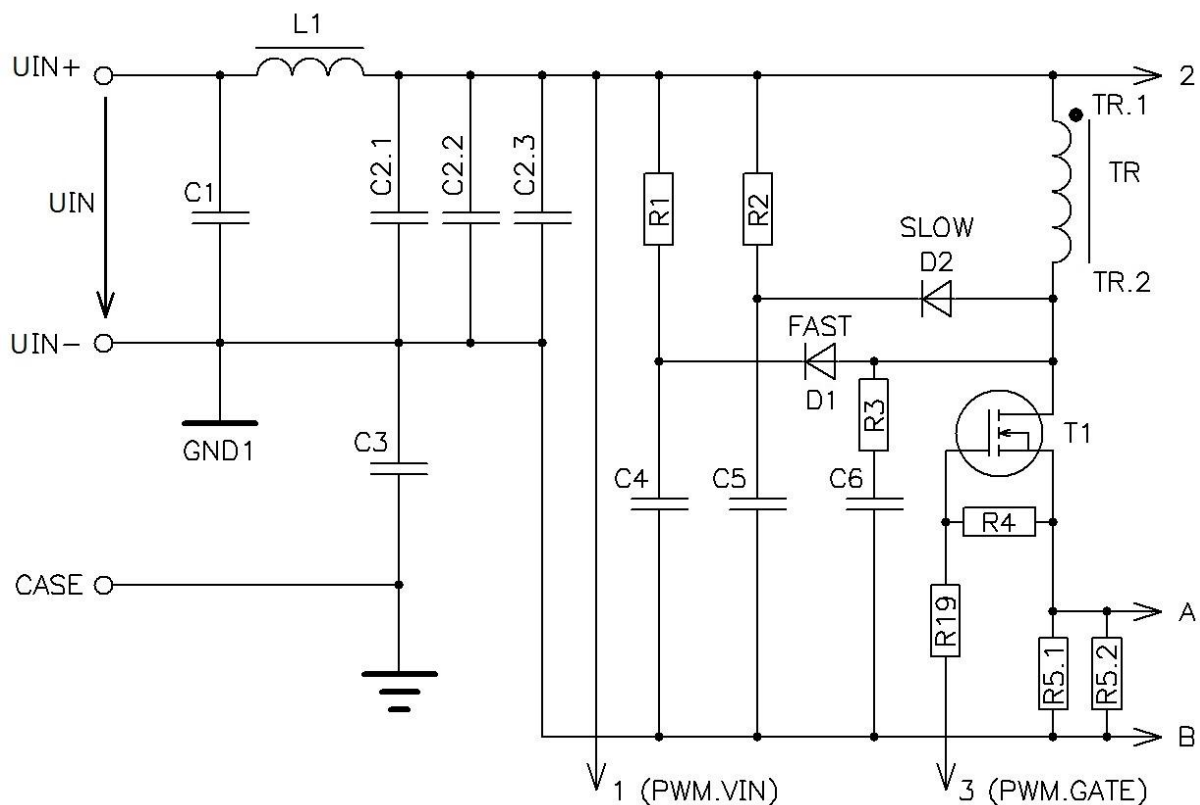 L1
UIN+
2
TR.1
C2.1
C2.2
C2.3
TR
C1
R1
R2
UIN
SLOW
D2
TR.2
UIN-
FAST
D1
R3
T1
GND1
C3
C4
C5
C6
R4
CASE
A
R19
R5.1
R5.2
B
1 (PWM.VIN)
3 (PWM.GATE)